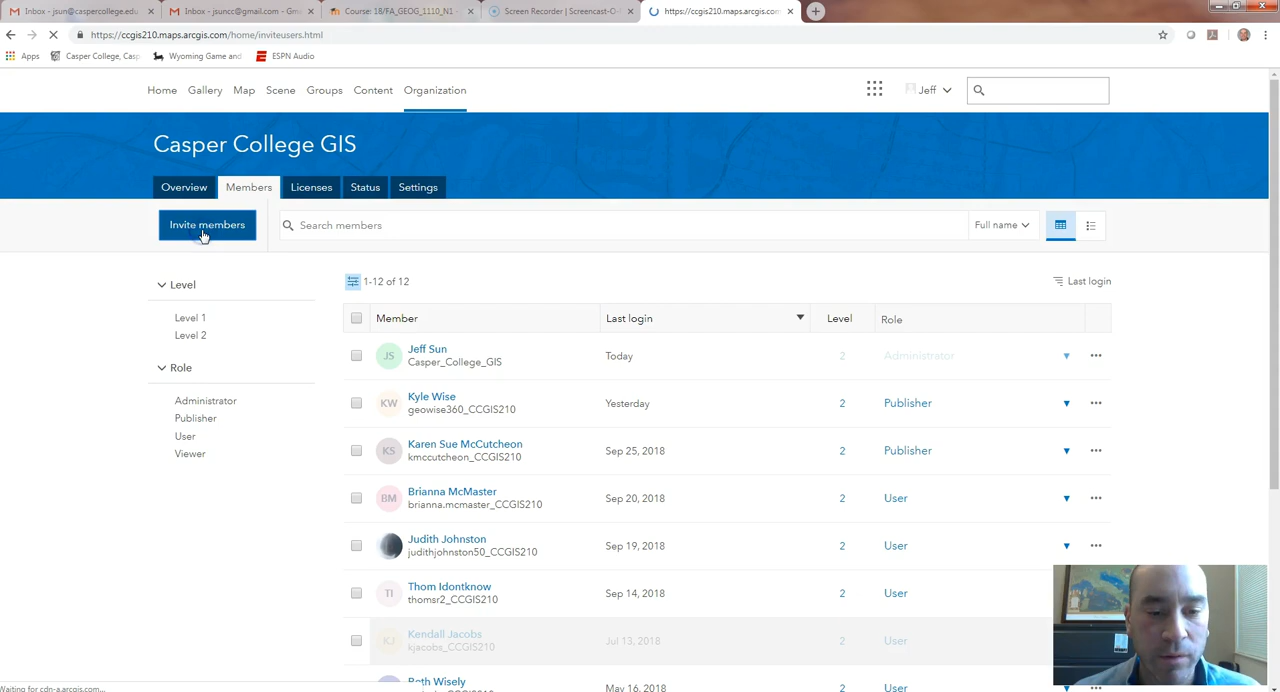 Inbox - jsun@caspercollege.edu
Inbox - jsuncc@gmail.com - Gm
Course: 18/FA_GEOG_1110_N1 -
Screen Recorder | Screencast-O-
https://ccgis210.maps.arcgis.com
https://ccgis210.maps.arcgis.com/home/inviteusers.html
Apps
Casper College, Casp
Wyoming Game and
ESPN Audio
Home
Gallery
Map
Scene
Groups
Content
Organization
Jeff
Casper College GIS
Overview
Members
Licenses
Status
Settings
Invite members
Search members
Full name
Level
Level 1
Level 2
Role
Administrator
Publisher
User
Viewer
1-12 of 12
Last login
Member
Last login
Level
Role
JS
Jeff Sun
Casper_College_GIS
Today
2
Administrator
KW
Kyle Wise
geowise360_CCGIS210
Yesterday
2
Publisher
KS
Karen Sue McCutcheon
kmccutcheon_CCGIS210
Sep 25, 2018
2
Publisher
BM
Brianna McMaster
brianna.mcmaster_CCGIS210
Sep 20, 2018
2
User
Judith Johnston
judithjohnston50_CCGIS210
Sep 19, 2018
2
User
TI
Thom Idontknow
thomsr2_CCGIS210
Sep 14, 2018
2
User
KJ
Kendall Jacobs
kjacobs_CCGIS210
Jul 13, 2018
2
User
Beth Wisely
May 16, 2018
2
User
Waiting for cdn-a.arcgis.com...